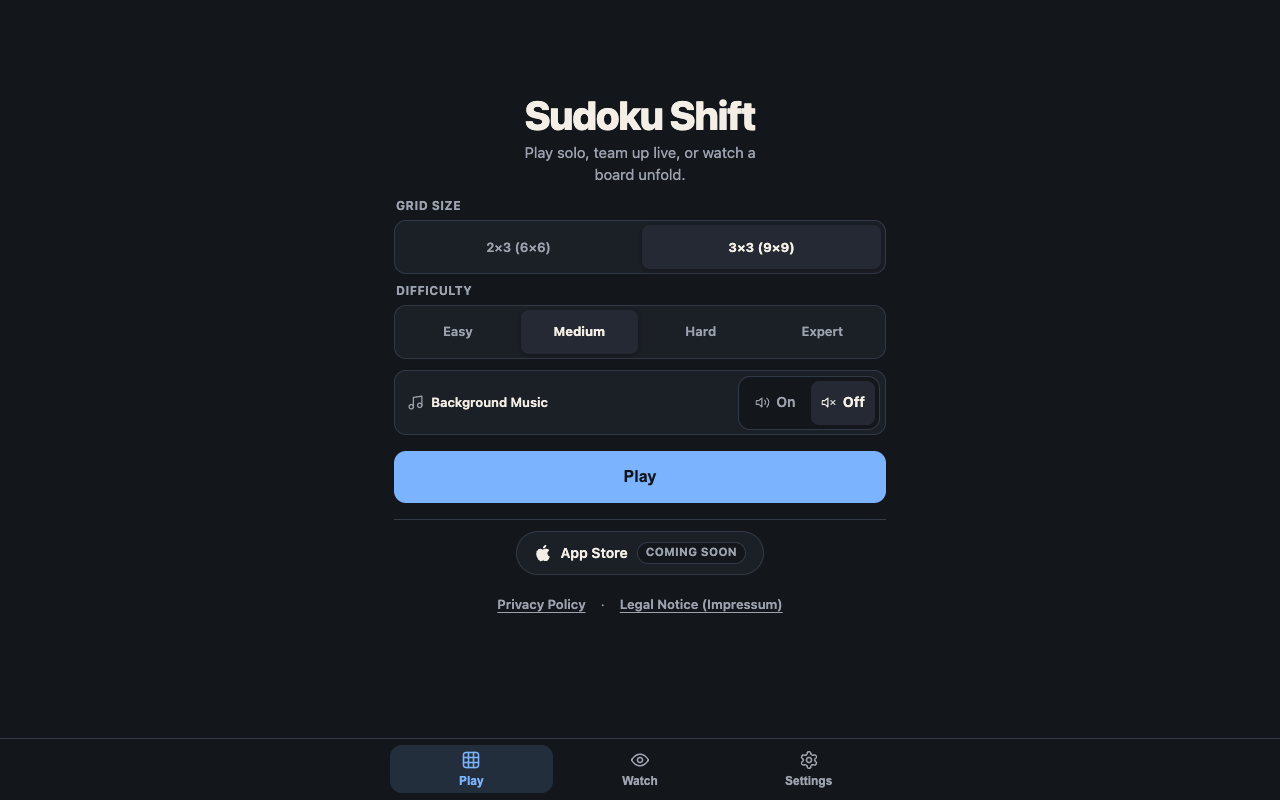 Sudoku Shift
Play solo, team up live, or watch a
board unfold.
GRID SIZE
2×3 (6×6)
3×3 (9×9)
DIFFICULTY
Easy
Medium
Hard
Expert
Background Music
On
Off
Play
App Store
COMING SOON
Privacy Policy · Legal Notice (Impressum)
Play
Watch
Settings